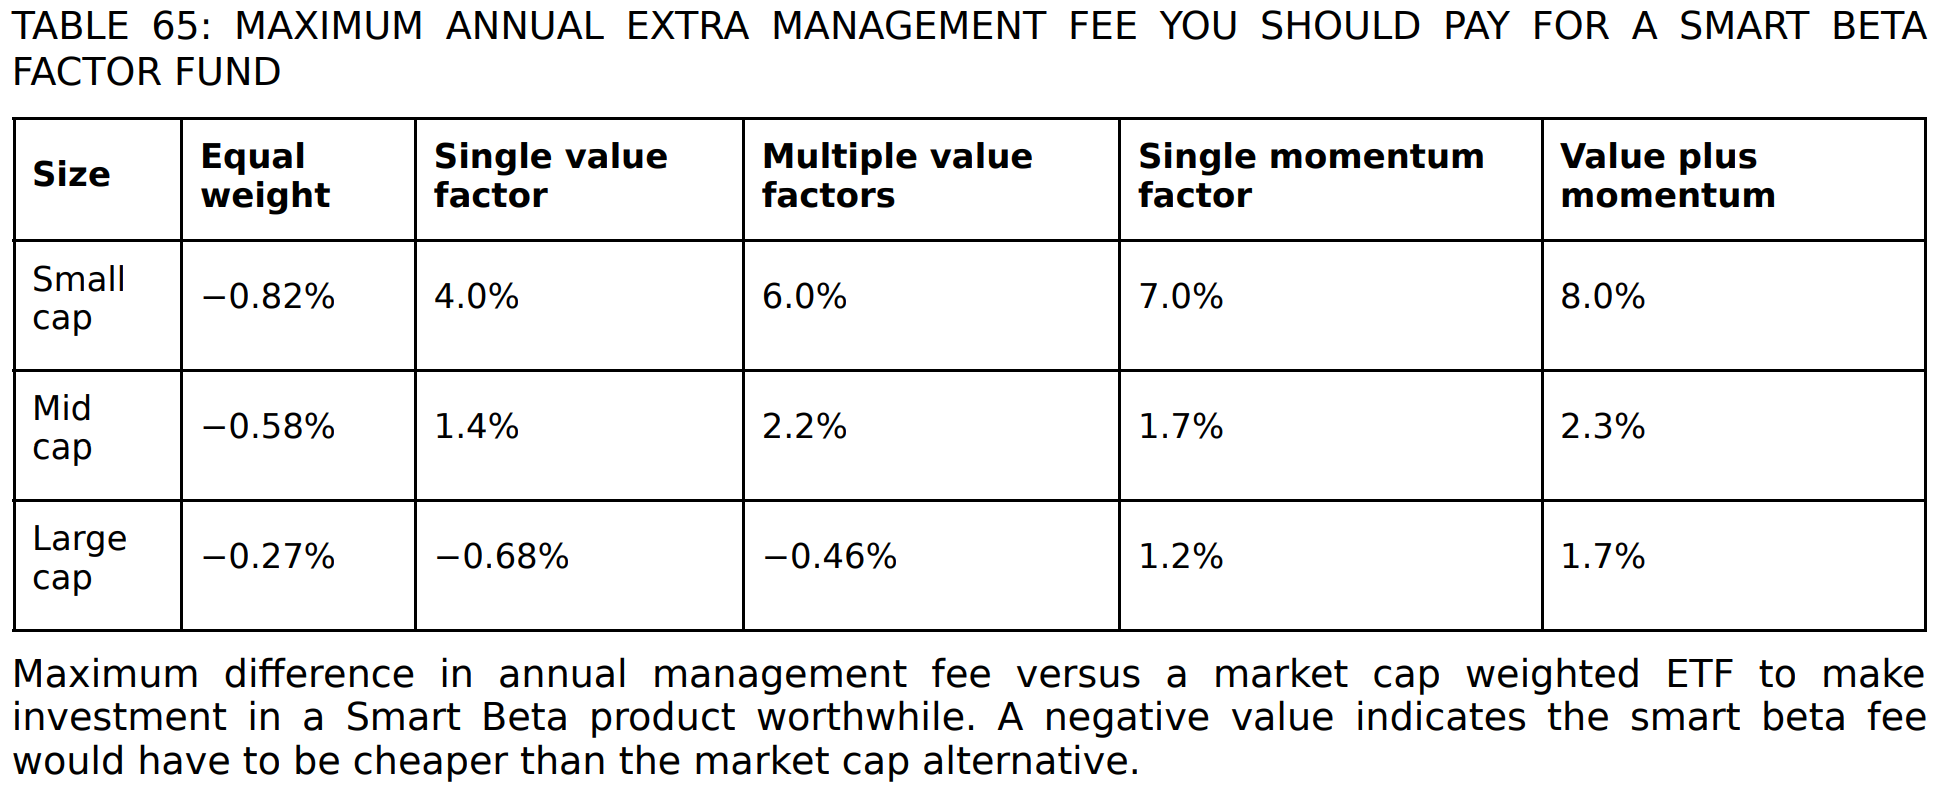 TABLE 65: MAXIMUM ANNUAL EXTRA MANAGEMENT FEE YOU SHOULD PAY FOR A SMART BETA
FACTOR FUND
Size
Equal
weight
Single value
factor
Multiple value
factors
Single momentum
factor
Value plus
momentum
Small
cap
−0.82%
4.0%
6.0%
7.0%
8.0%
Mid
cap
−0.58%
1.4%
2.2%
1.7%
2.3%
Large
cap
−0.27%
−0.68%
−0.46%
1.2%
1.7%
Maximum difference in annual management fee versus a market cap weighted ETF to make
investment in a Smart Beta product worthwhile. A negative value indicates the smart beta fee
would have to be cheaper than the market cap alternative.